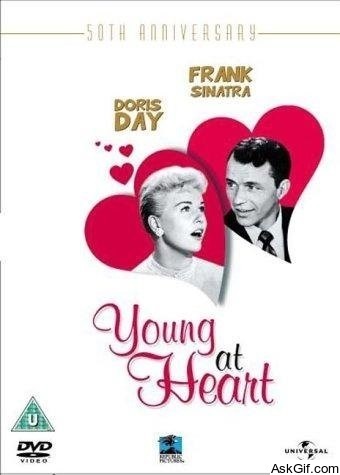 50TH ANNIVERSARY
FRANK
SINATRA
DORIS
DAY
Young
at
Heart
U
DVD
VIDEO
REPUBLIC
PICTURES
UNIVERSAL
AskGif.com